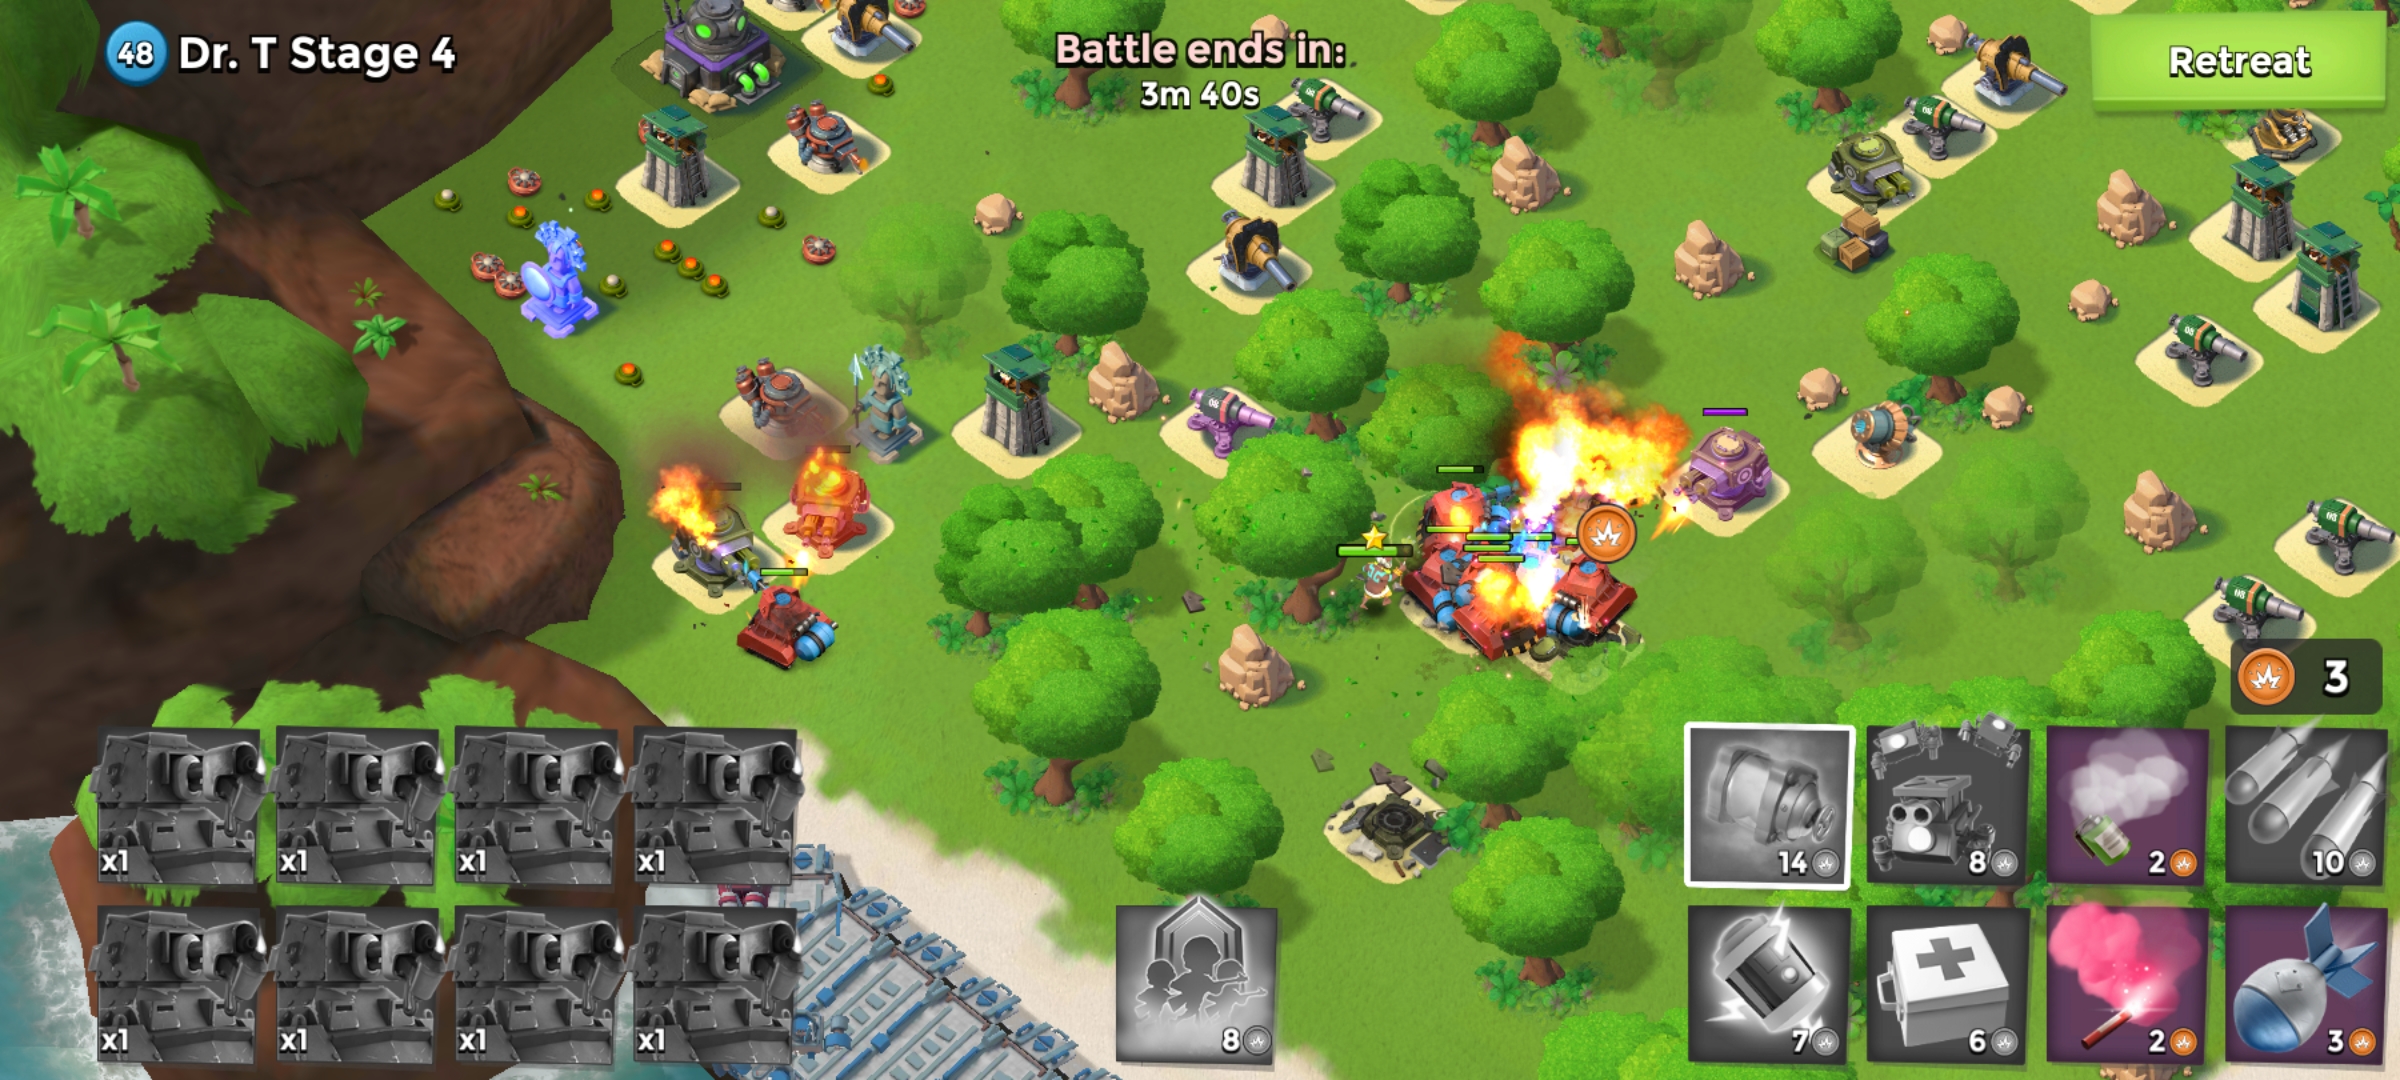 48 Dr. T Stage 4
Battle ends in:
3m 40s
Retreat
3
x1 x1 x1 x1
14 8 2 10
x1 x1 x1 x1
8
7 6 2 3